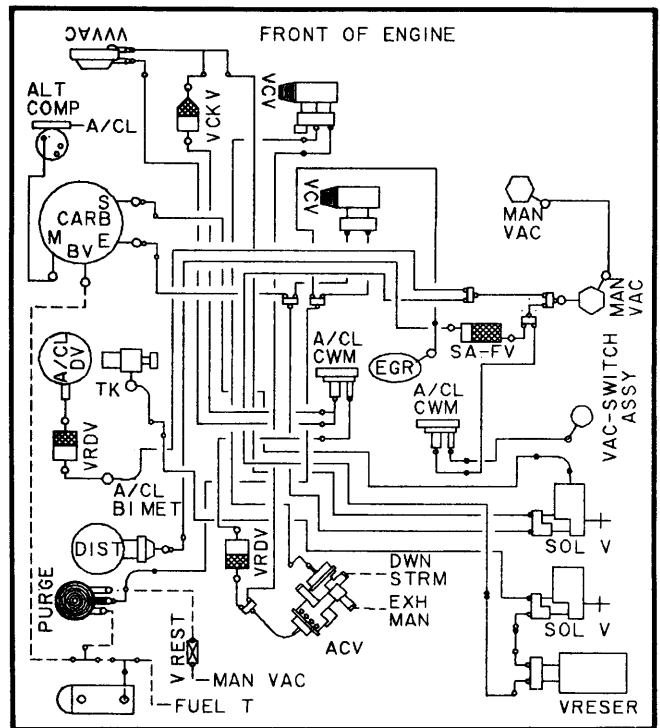 FRONT OF ENGINE
VVVAC
ALT
COMP
A/CL
VCKV
VCV
VCV
S
CARB
M
E
BV
MAN
VAC
MAN
VAC
A/CL
DV
TK
A/CL
CWM
EGR
SA-FV
A/CL
CWM
VAC-SWITCH
ASSY
VRDV
A/CL
BIMET
DIST
VRDV
SOL V
DWN
STRM
EXH
MAN
ACV
PURGE
V REST
SOL V
MAN VAC
FUEL T
VRESER